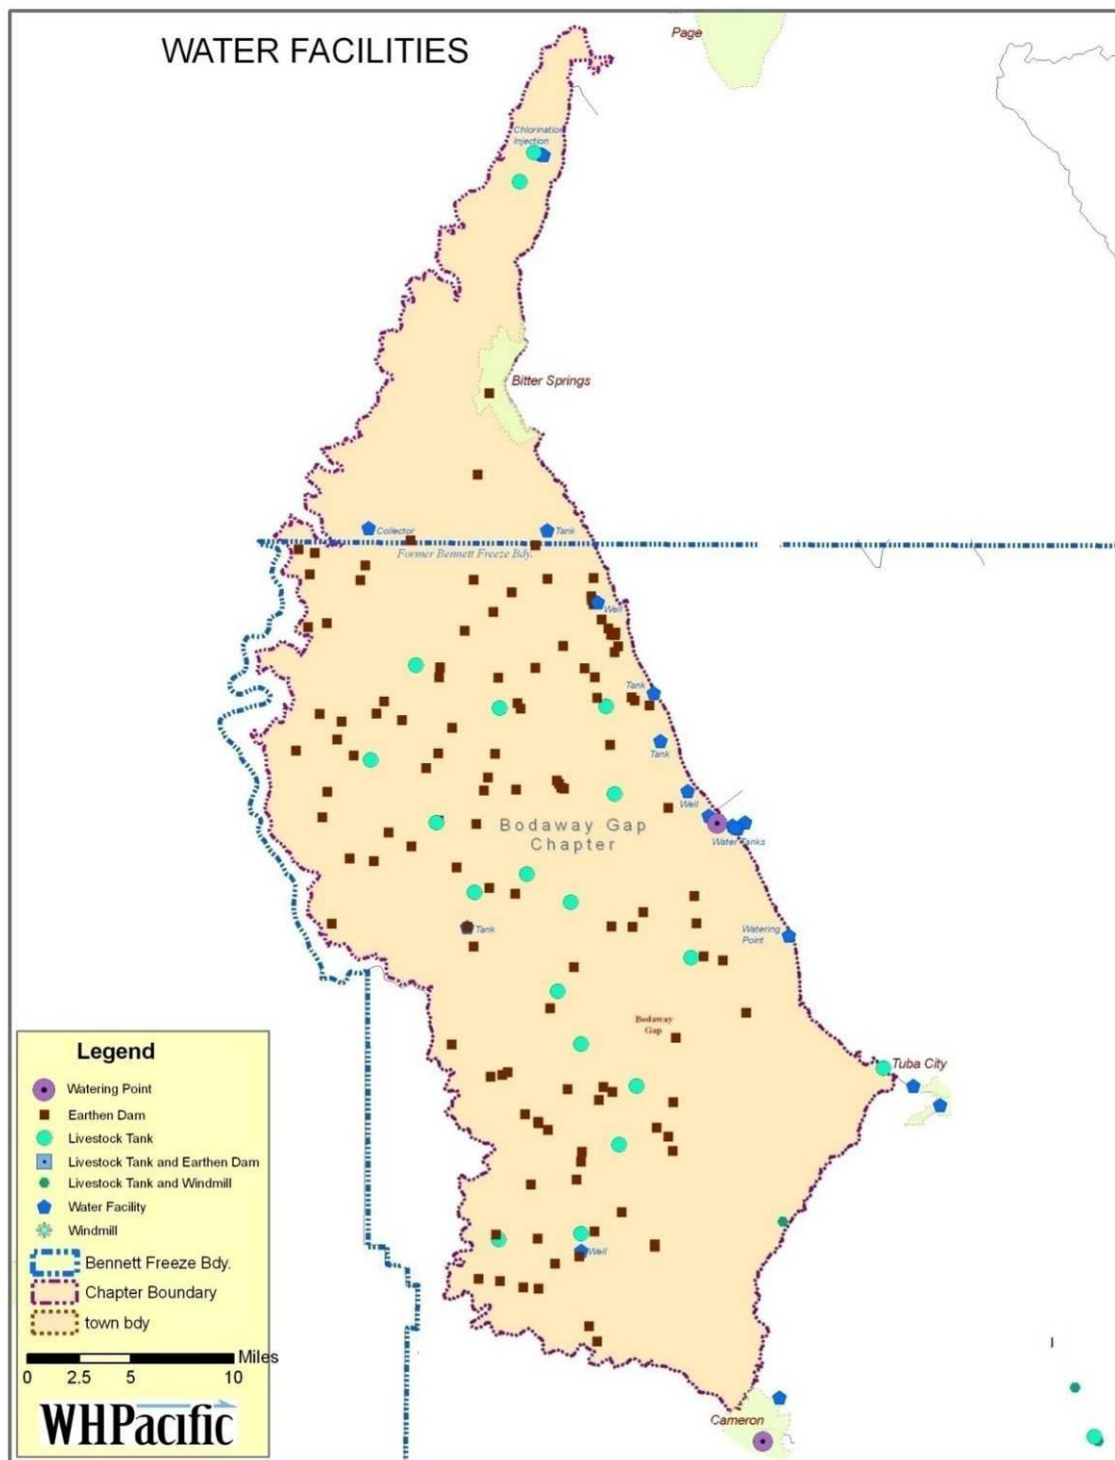 Page
WATER FACILITIES
Chlorination
Injection
Bitter Springs
Collector
Tank
Former Bennett Freeze Bdy.
Well
Tank
Tank
Well
Bodaway Gap
Chapter
Water Tanks
Tank
Watering
Point
Bodaway
Gap
Tuba City
Well
Cameron
Legend
Watering Point
Earthen Dam
Livestock Tank
Livestock Tank and Earthen Dam
Livestock Tank and Windmill
Water Facility
Windmill
Bennett Freeze Bdy.
Chapter Boundary
town bdy
Miles
0 2.5 5 10
WHPacific